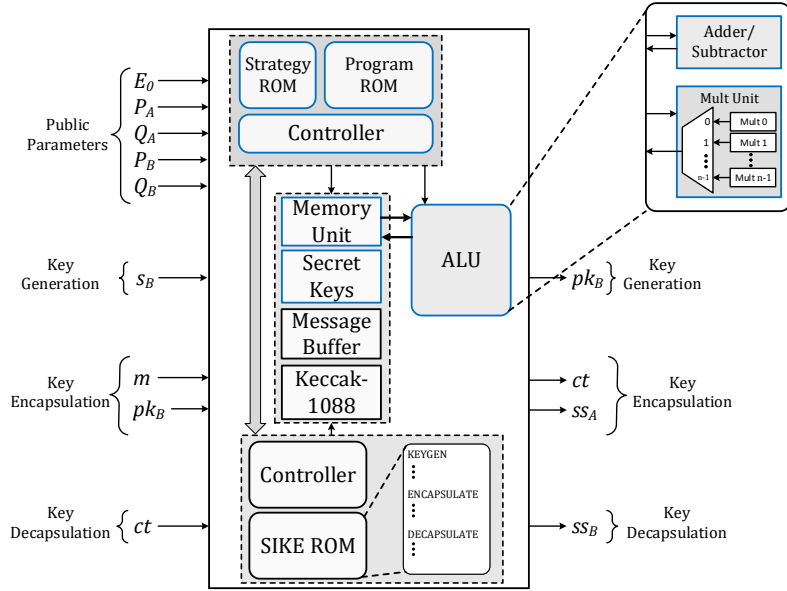 Strategy
ROM
Program
ROM
Controller
Adder/
Subtractor
Mult Unit
0
Mult 0
1
Mult 1
n-1
Mult n-1
Public
Parameters
E0
PA
QA
PB
QB
Memory
Unit
Secret
Keys
Message
Buffer
Keccak-
1088
ALU
Key
Generation
sB
pkB
Key
Generation
Key
Encapsulation
m
pkB
ct
ssA
Key
Encapsulation
Controller
SIKE ROM
KEYGEN
ENCAPSULATE
DECAPSULATE
Key
Decapsulation
ct
ssB
Key
Decapsulation